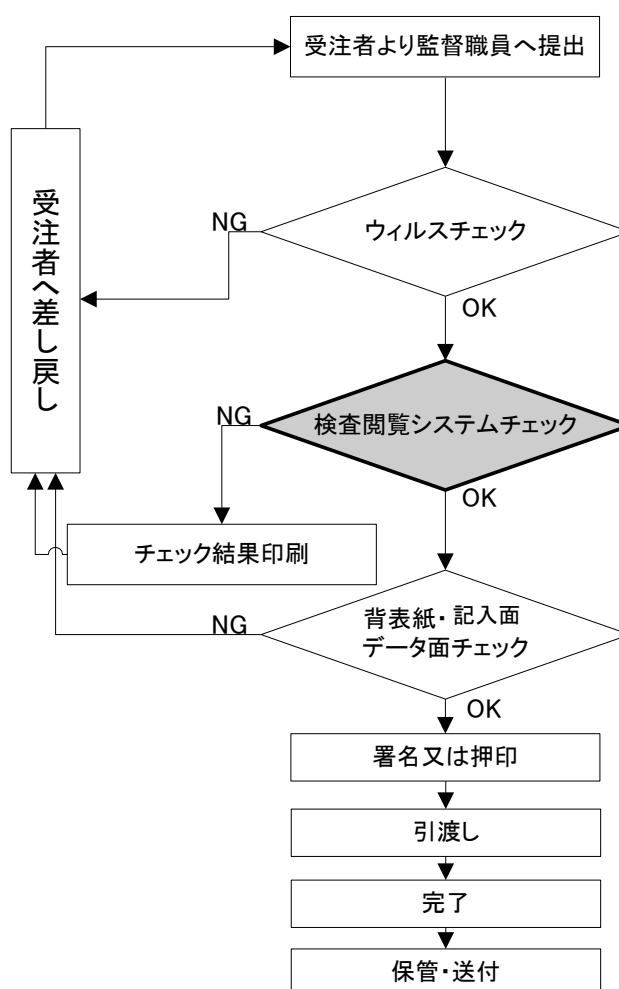 受注者より監督職員へ提出
ウィルスチェック
NG
OK
受注者へ差し戻し
検査閲覧システムチェック
NG
OK
チェック結果印刷
背表紙・記入面
データ面チェック
NG
OK
署名又は押印
引渡し
完了
保管・送付